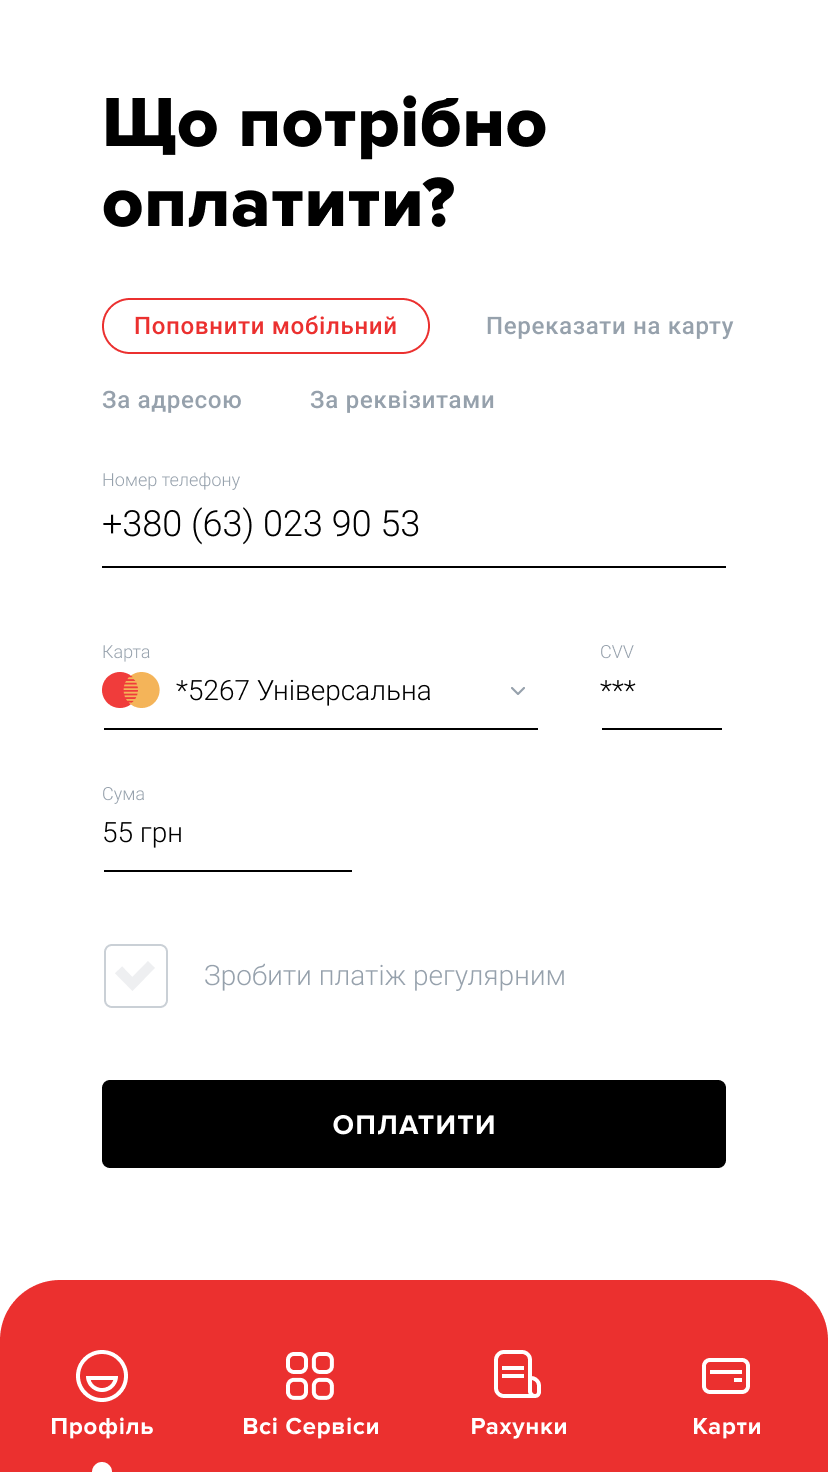 Що потрібно
оплатити?
Поповнити мобільний Переказати на карту
За адресою За реквізитами
Номер телефону
+380 (63) 023 90 53
Карта CVV
*5267 Універсальна ***
Сума
55 грн
Зробити платіж регулярним
ОПЛАТИТИ
Профіль Всі Сервіси Рахунки Карти